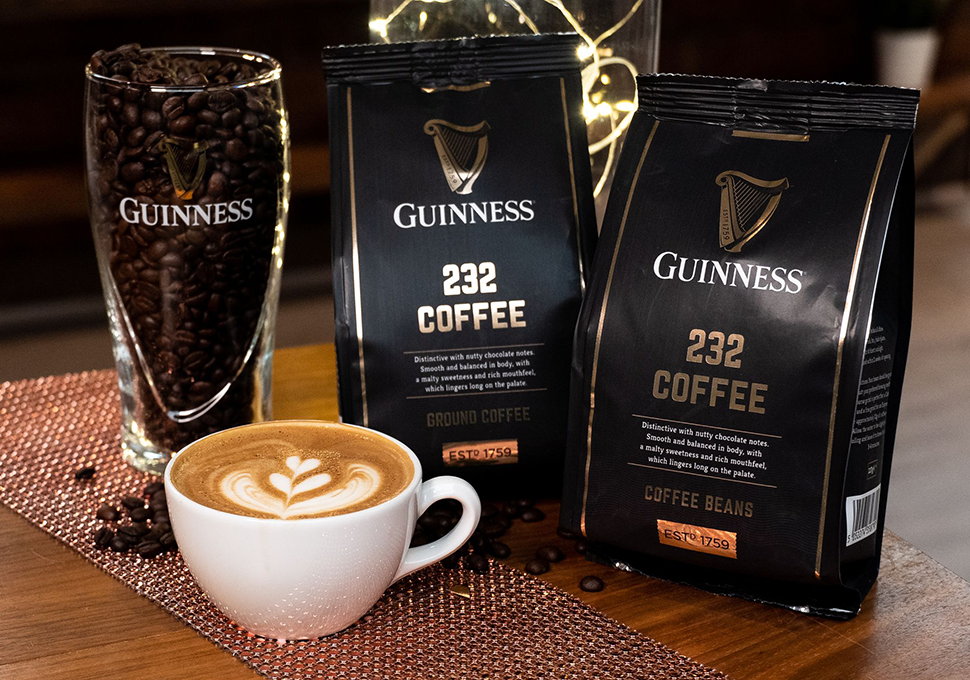 GUINNESS
GUINNESS
232
COFFEE
Distinctive with nutty chocolate notes.
Smooth and balanced in body, with
a malty sweetness and rich mouthfeel,
which lingers long on the palate.
GROUND COFFEE
ESTD 1759
ESTD 1759
GUINNESS
232
COFFEE
Distinctive with nutty chocolate notes.
Smooth and balanced in body, with
a malty sweetness and rich mouthfeel,
which lingers long on the palate.
COFFEE BEANS
ESTD 1759